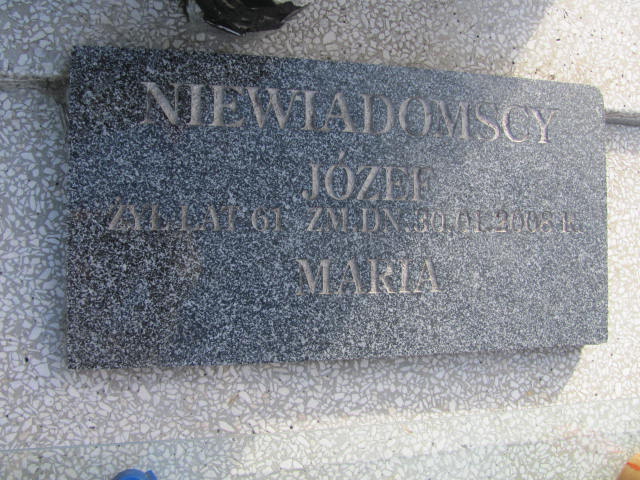 NIEWIADOMSCY
JÓZEF
ŻYŁ LAT 61 ZM.DN. 30.01.2008 R.
MARIA